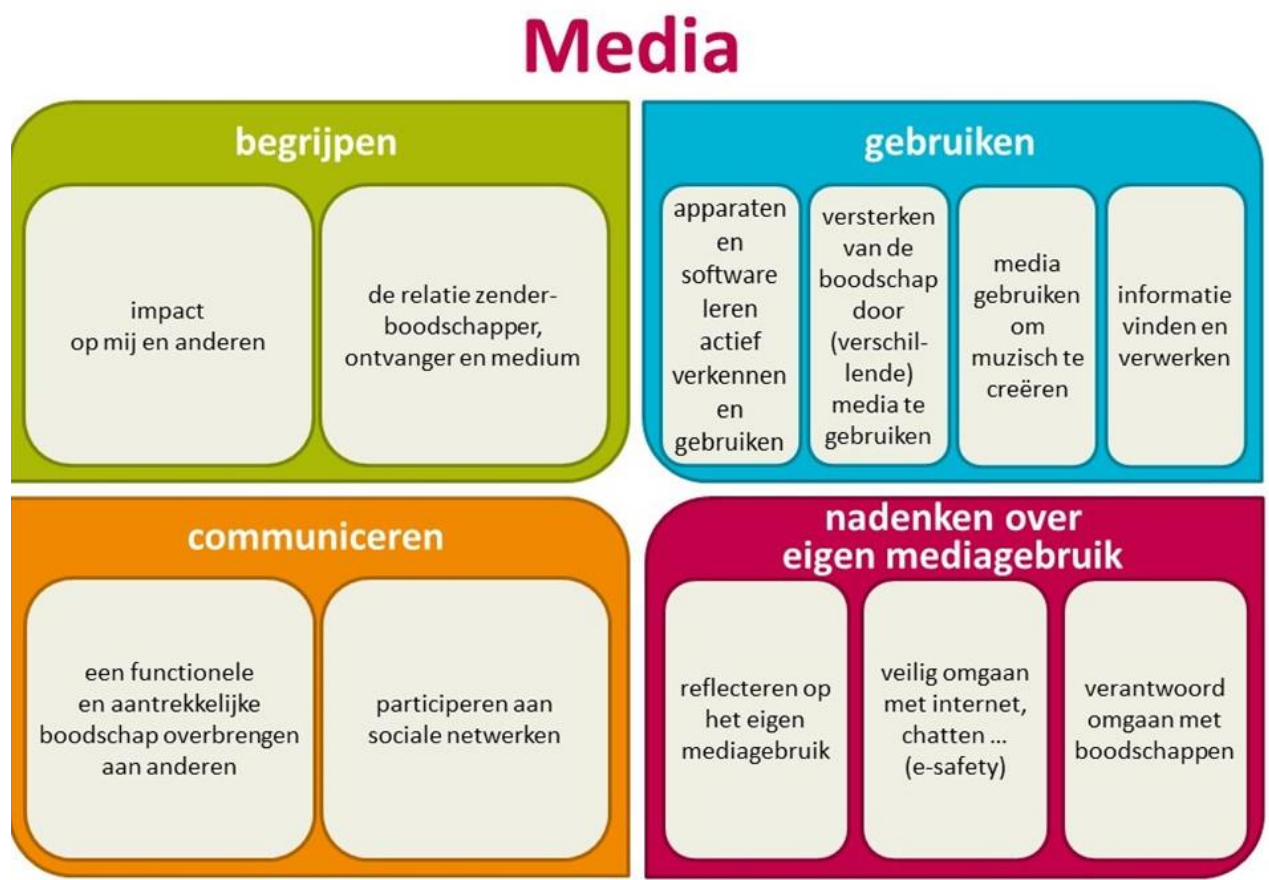 Media
begrijpen
impact
op mij en anderen
de relatie zender-
boodschapper,
ontvanger en medium
gebruiken
apparaten
en
software
leren
actief
verkennen
en
gebruiken
versterken
van de
boodschap
door
(verschil-
lende)
media te
gebruiken
media
gebruiken
om
muzisch te
creëren
informatie
vinden en
verwerken
communiceren
een functionele
en aantrekkelijke
boodschap overbrengen
aan anderen
participeren aan
sociale netwerken
nadenken over
eigen mediagebruik
reflecteren op
het eigen
mediagebruik
veilig omgaan
met internet,
chatten ...
(e-safety)
verantwoord
omgaan met
boodschappen